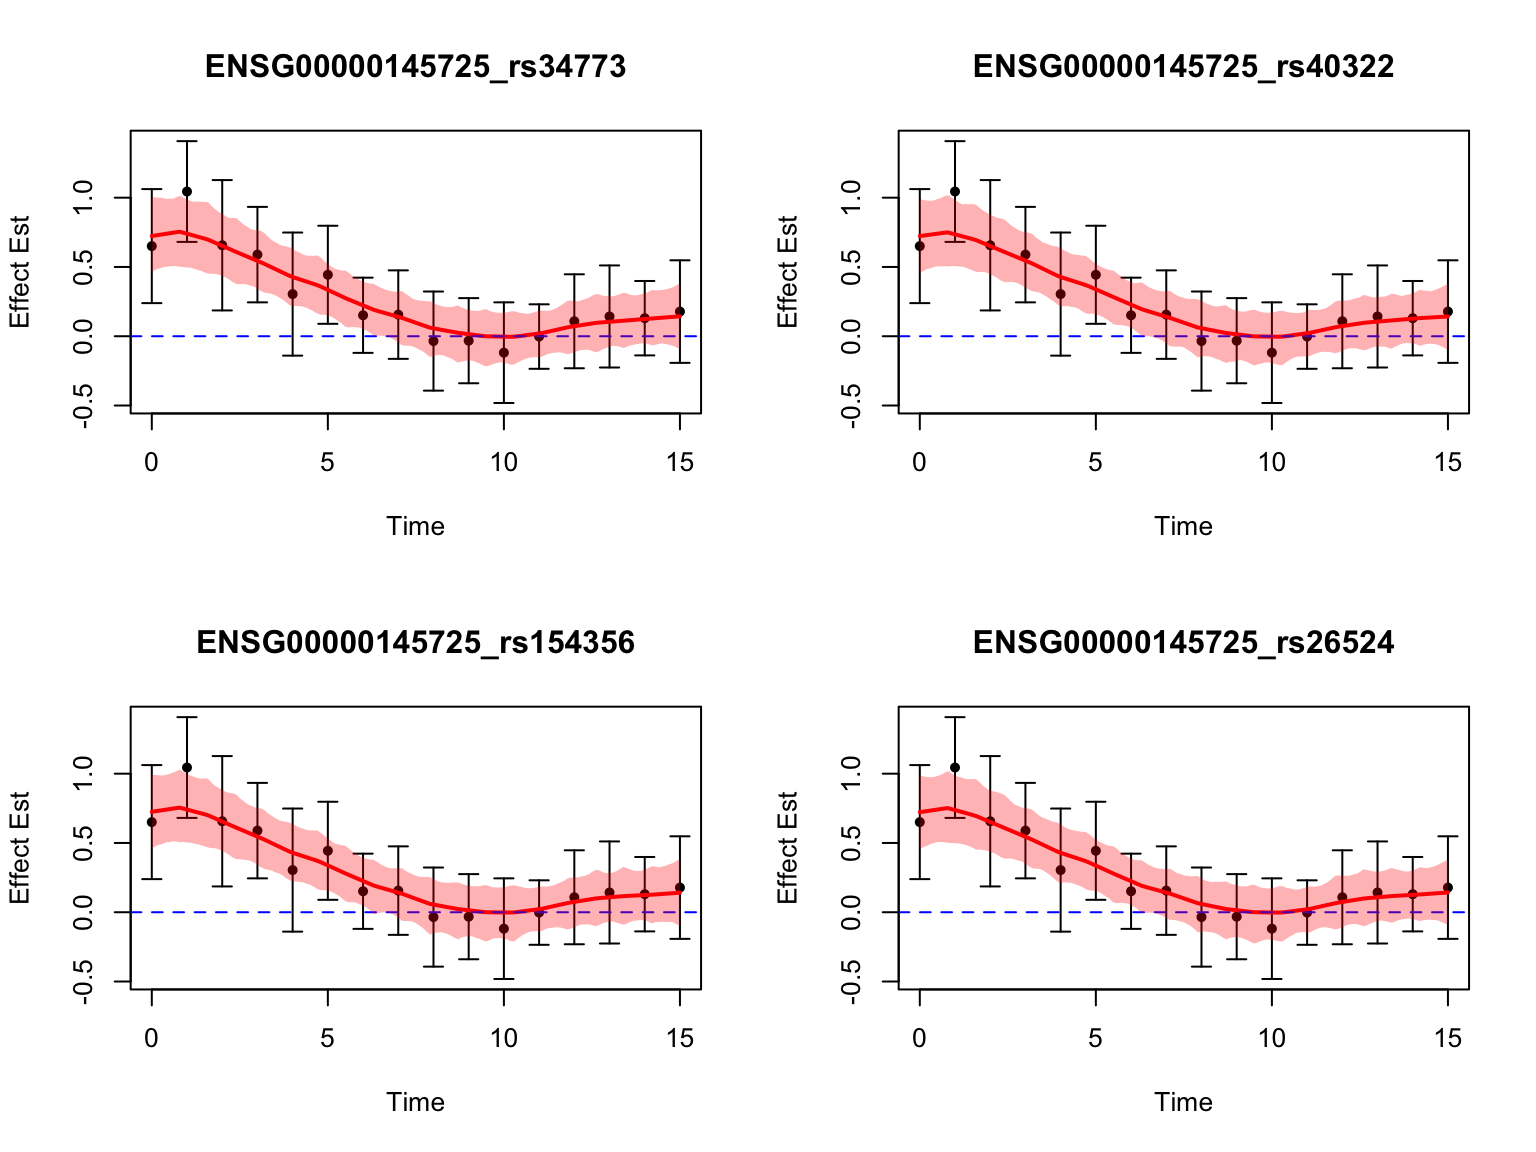 ENSG00000145725_rs34773
Effect Est
1.0
0.5
0.0
-0.5
0 5 10 15
Time
ENSG00000145725_rs40322
Effect Est
1.0
0.5
0.0
-0.5
0 5 10 15
Time
ENSG00000145725_rs154356
Effect Est
1.0
0.5
0.0
-0.5
0 5 10 15
Time
ENSG00000145725_rs26524
Effect Est
1.0
0.5
0.0
-0.5
0 5 10 15
Time